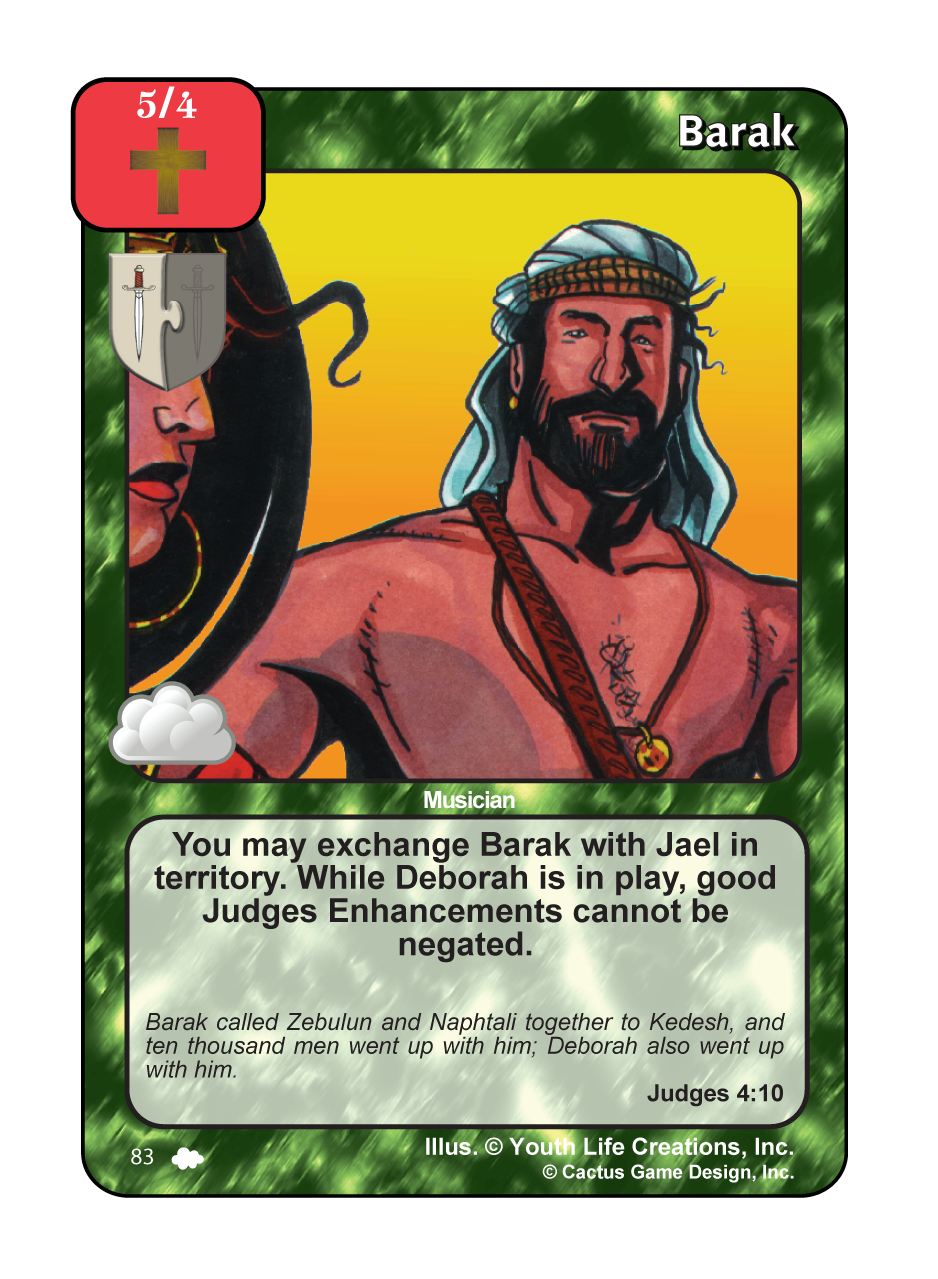 5/4
Barak
Musician
You may exchange Barak with Jael in
territory. While Deborah is in play, good
Judges Enhancements cannot be
negated.
Barak called Zebulun and Naphtali together to Kedesh, and
ten thousand men went up with him; Deborah also went up
with him.
Judges 4:10
83
Illus. © Youth Life Creations, Inc.
© Cactus Game Design, Inc.